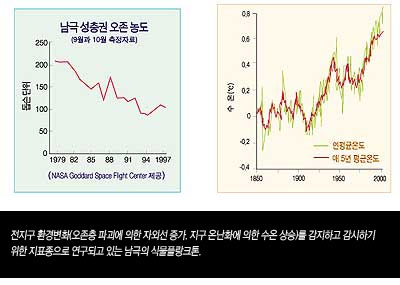 남극 성층권 오존 농도
(9월과 10월 측정자료)
돕슨 단위
250
200
150
100
50
0
1979 82 85 88 91 94 1997
(NASA Goddard Space Flight Center 제공)
수 온 (℃)
0.8
0.6
0.4
0.2
0
-0.2
-0.4
연평균온도
매 5년 평균온도
1850 1900 1950 2000
전지구 환경변화(오존층 파괴에 의한 자외선 증가, 지구 온난화에 의한 수온 상승)를 감지하고 감시하기
위한 지표종으로 연구되고 있는 남극의 식물플랑크톤.